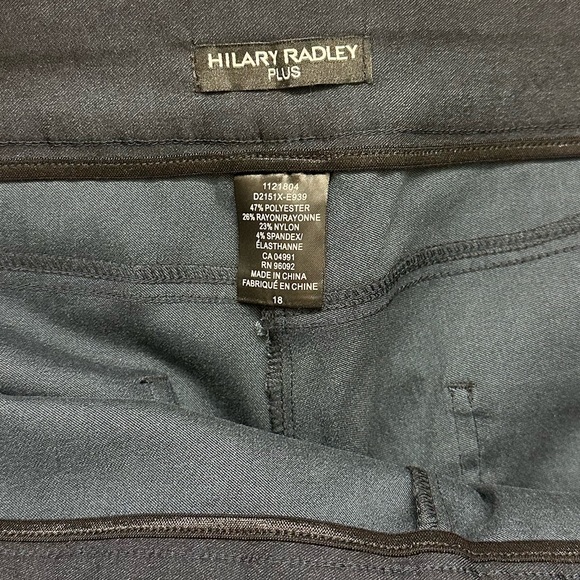 HILARY RADLEY
PLUS
1121804
D2151X-E939
47% POLYESTER
26% RAYON/RAYONNE
23% NYLON
4% SPANDEX/
ÉLASTHANNE
CA 04991
RN 96092
MADE IN CHINA
FABRIQUÉ EN CHINE
18